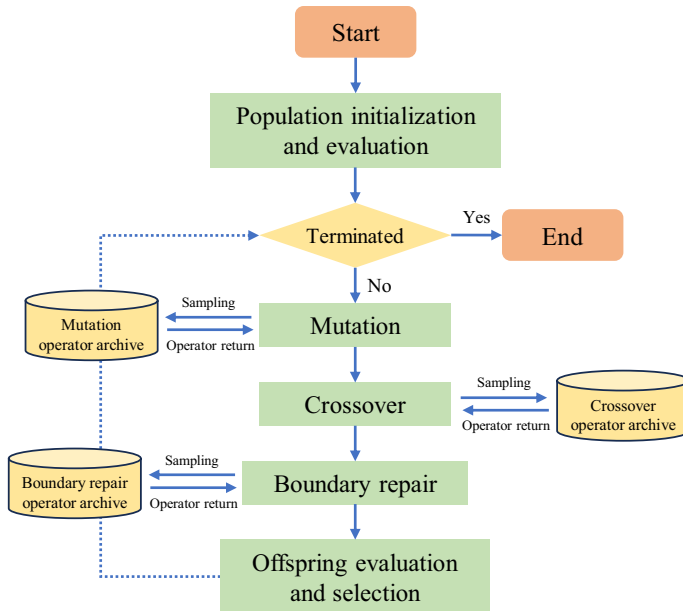 Start
Population initialization
and evaluation
Yes
Terminated
End
No
Sampling
Mutation
operator archive
Operator return
Mutation
Sampling
Crossover
Operator return
Crossover
operator archive
Sampling
Boundary repair
operator archive
Operator return
Boundary repair
Offspring evaluation
and selection